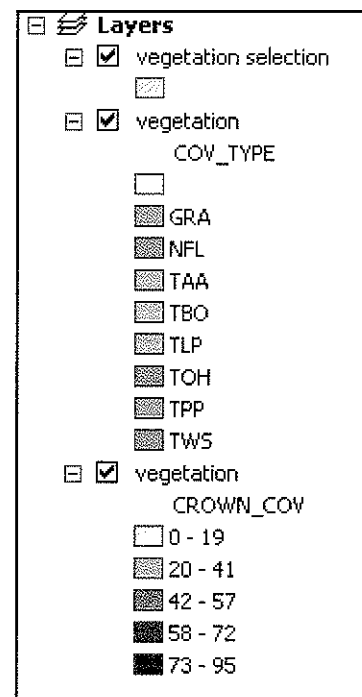 Layers
vegetation selection
vegetation
COV_TYPE
GRA
NFL
TAA
TBO
TLP
TOH
TPP
TWS
vegetation
CROWN_COV
0 - 19
20 - 41
42 - 57
58 - 72
73 - 95